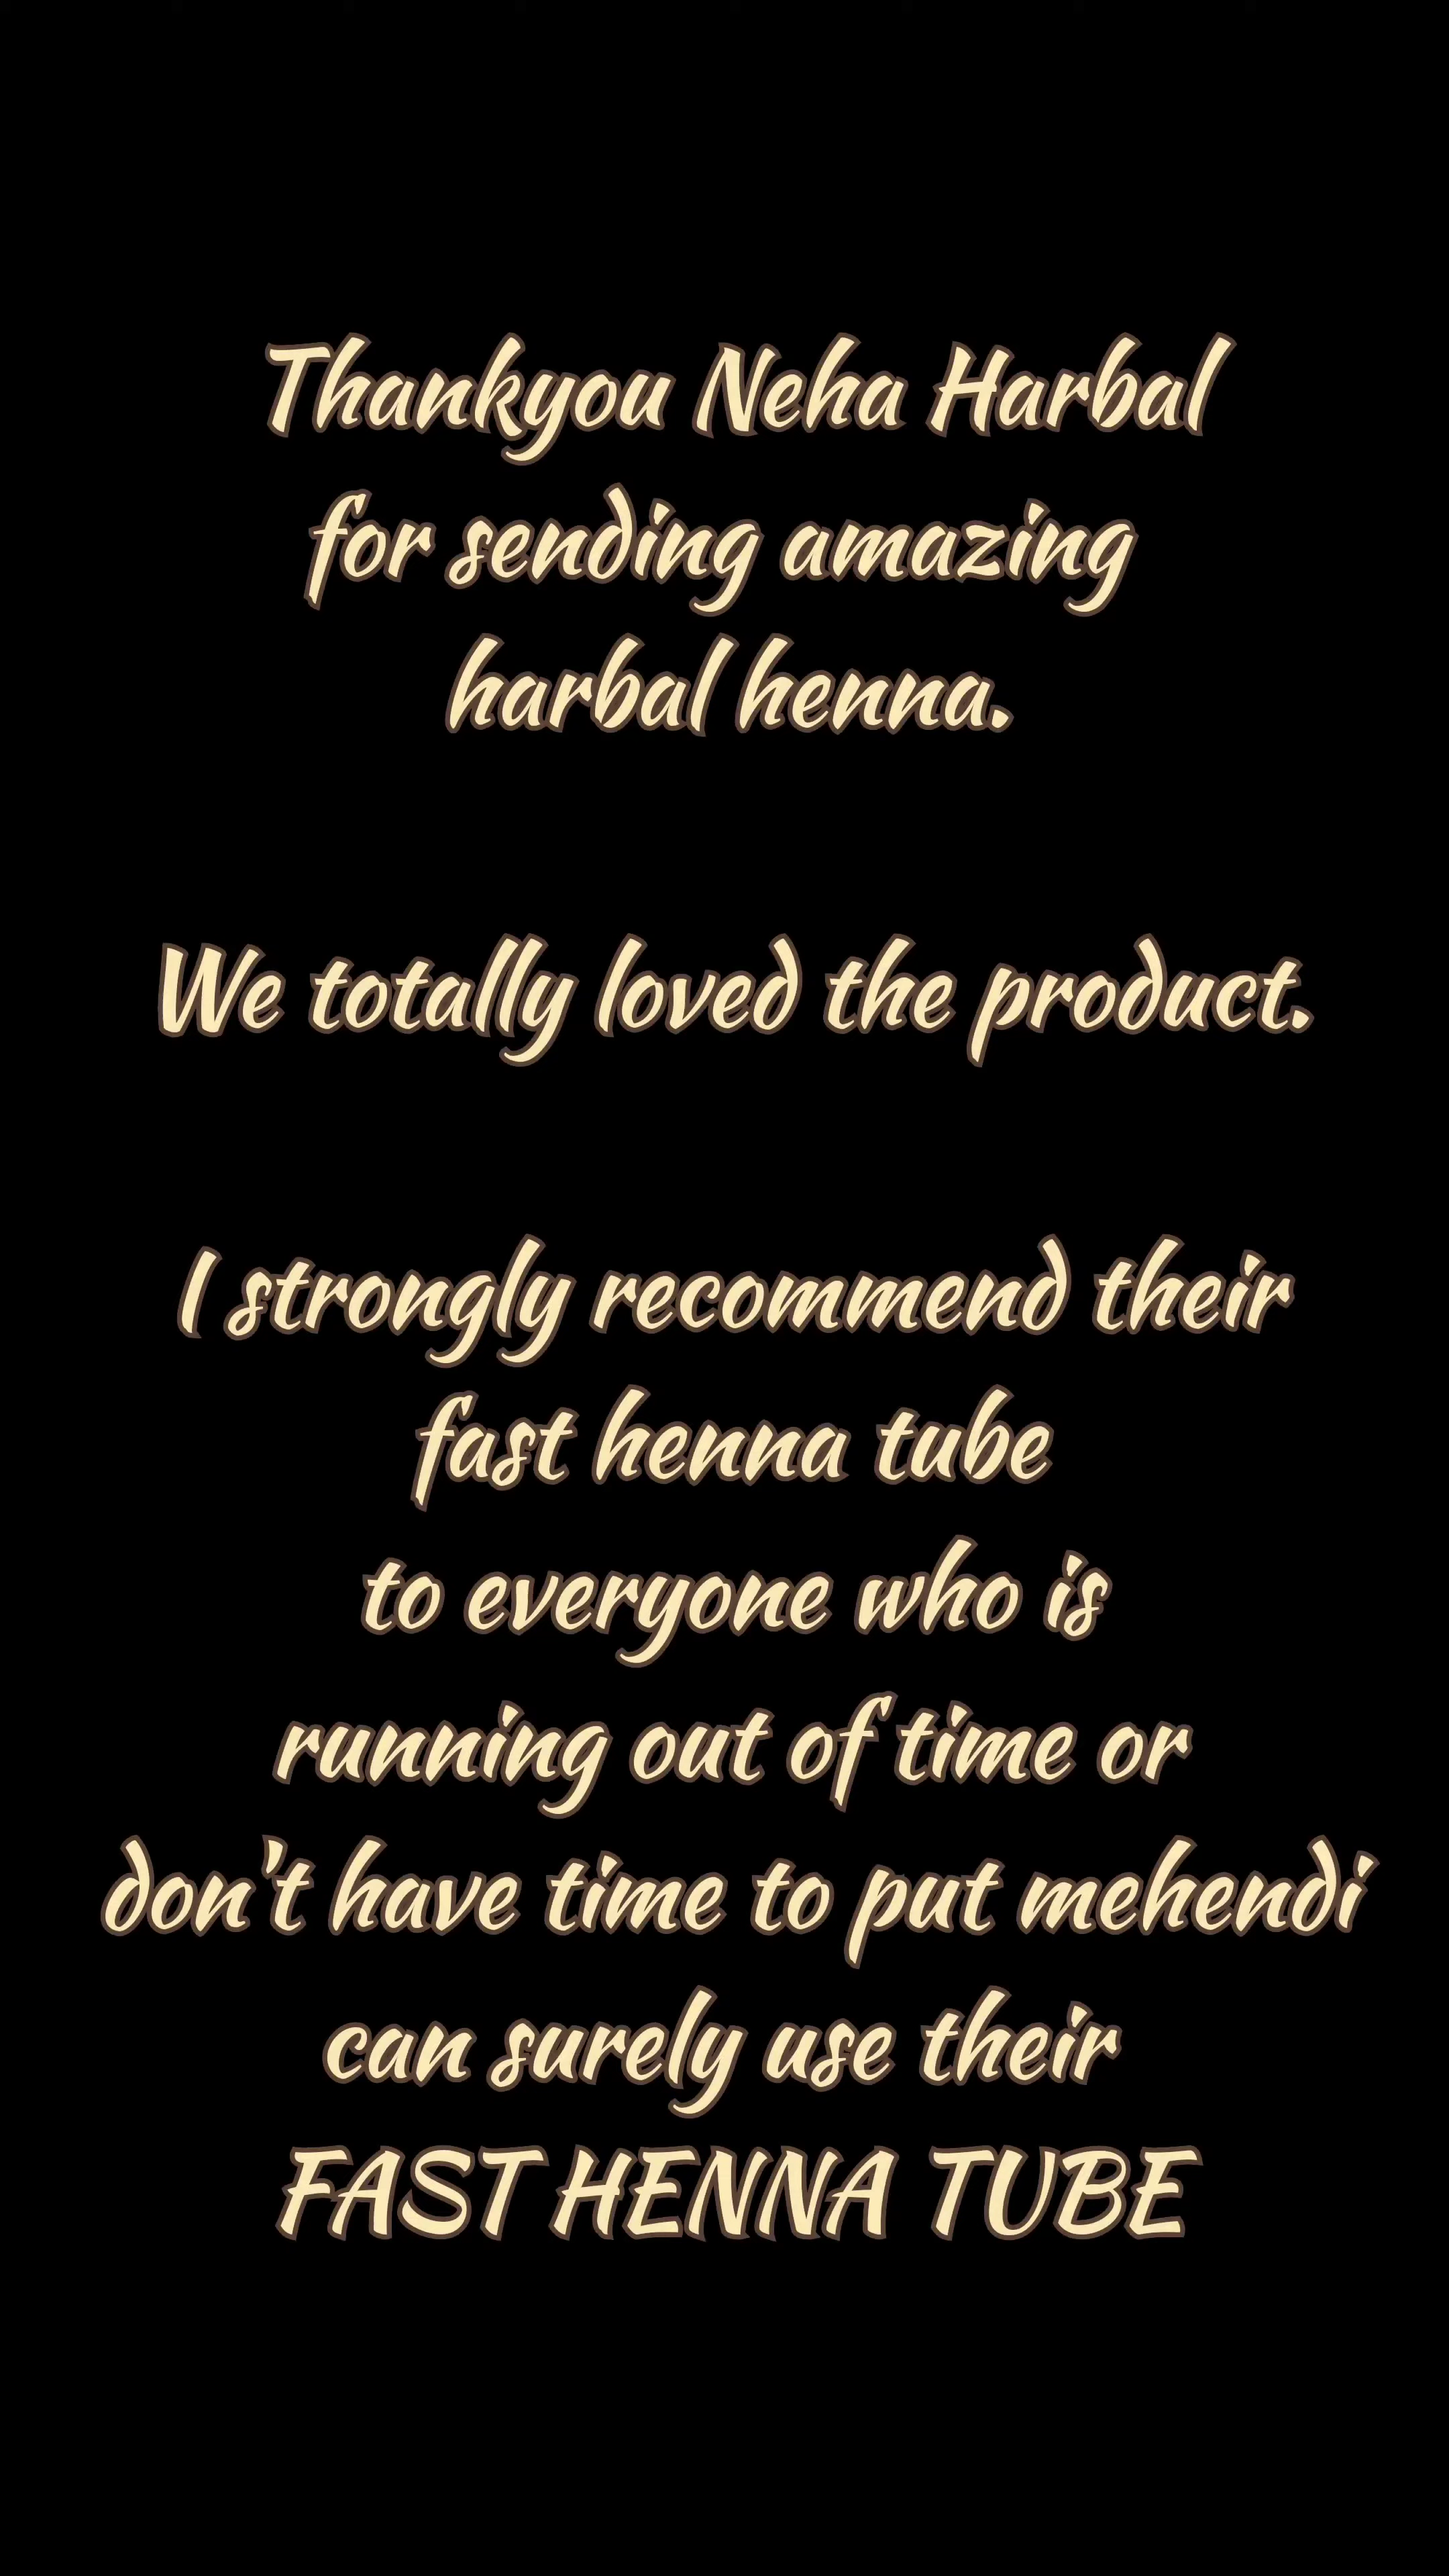 Thankyou Neha Harbal
for sending amazing
harbal henna.
We totally loved the product.
I strongly recommend their
fast henna tube
to everyone who is
running out of time or
don't have time to put mehendi
can surely use their
FAST HENNA TUBE